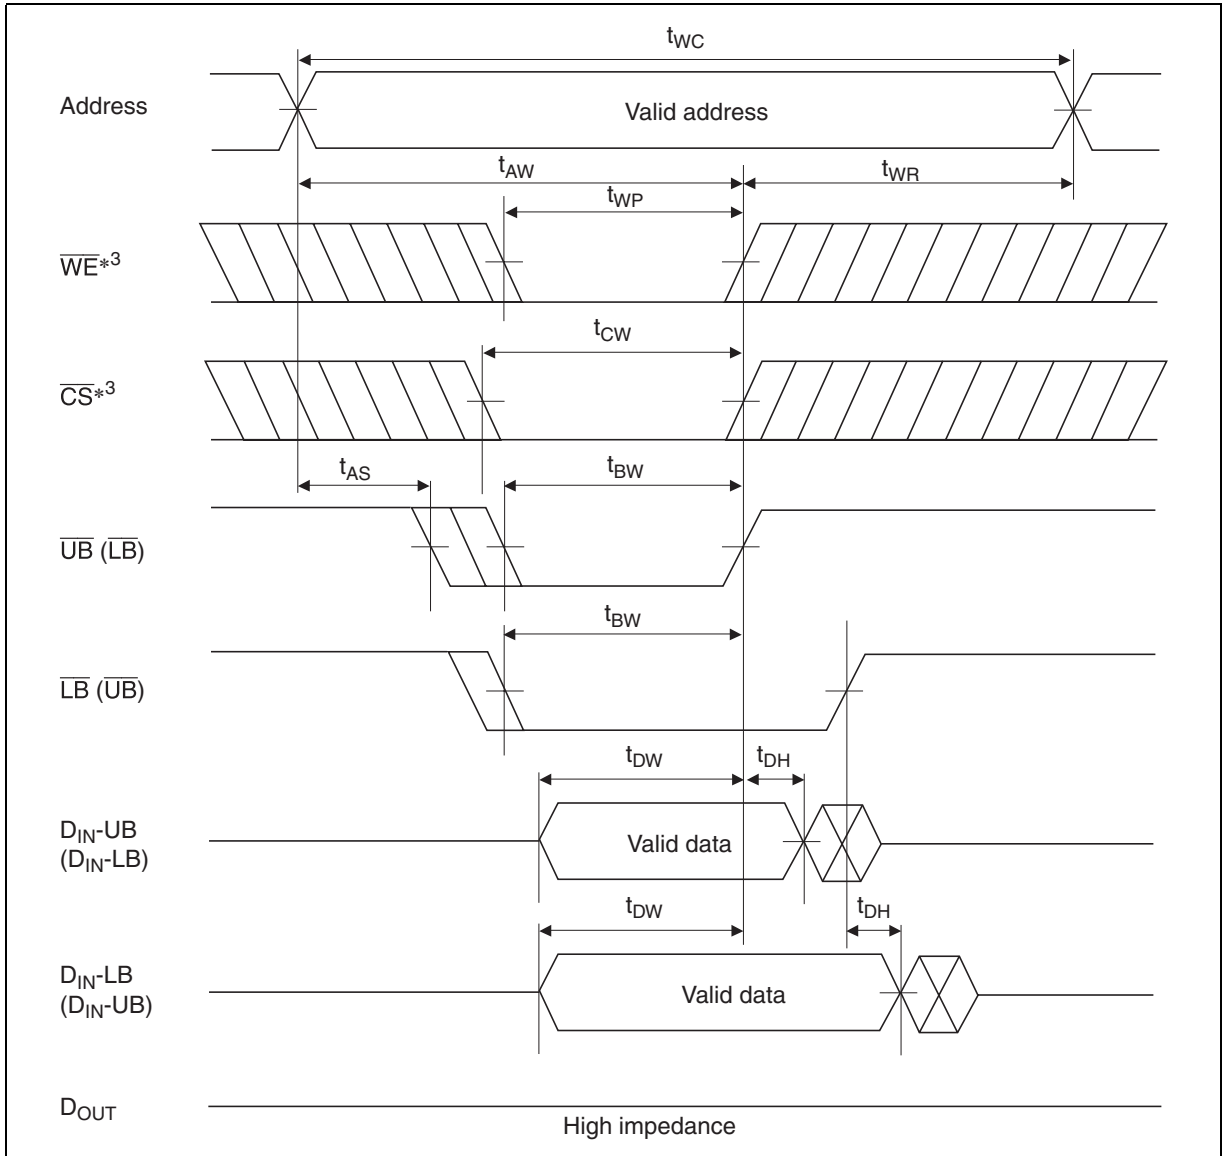 tWC
Address
Valid address
tAW
tWR
tWP
WE*3
tCW
CS*3
tAS
tBW
UB (LB)
tBW
LB (UB)
tDW
tDH
DIN-UB
(DIN-LB)
Valid data
tDW
tDH
DIN-LB
(DIN-UB)
Valid data
DOUT
High impedance